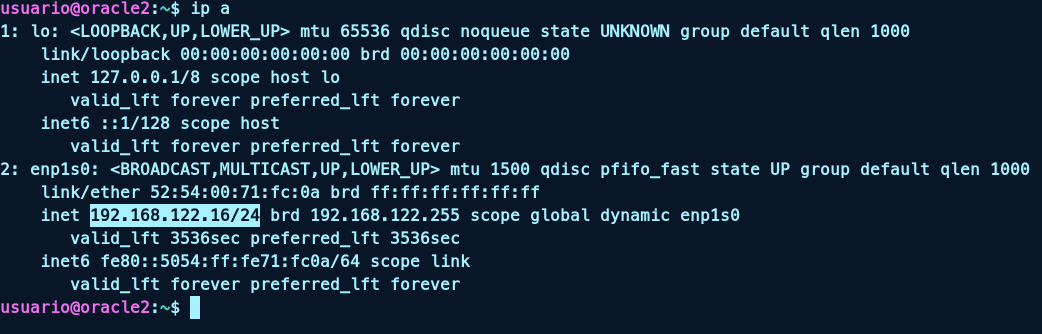 usuario@oracle2:~$ ip a
1: lo: <LOOPBACK,UP,LOWER_UP> mtu 65536 qdisc noqueue state UNKNOWN group default qlen 1000
    link/loopback 00:00:00:00:00:00 brd 00:00:00:00:00:00
    inet 127.0.0.1/8 scope host lo
       valid_lft forever preferred_lft forever
    inet6 ::1/128 scope host
       valid_lft forever preferred_lft forever
2: enp1s0: <BROADCAST,MULTICAST,UP,LOWER_UP> mtu 1500 qdisc pfifo_fast state UP group default qlen 1000
    link/ether 52:54:00:71:fc:0a brd ff:ff:ff:ff:ff:ff
    inet 192.168.122.16/24 brd 192.168.122.255 scope global dynamic enp1s0
       valid_lft 3536sec preferred_lft 3536sec
    inet6 fe80::5054:ff:fe71:fc0a/64 scope link
       valid_lft forever preferred_lft forever
usuario@oracle2:~$